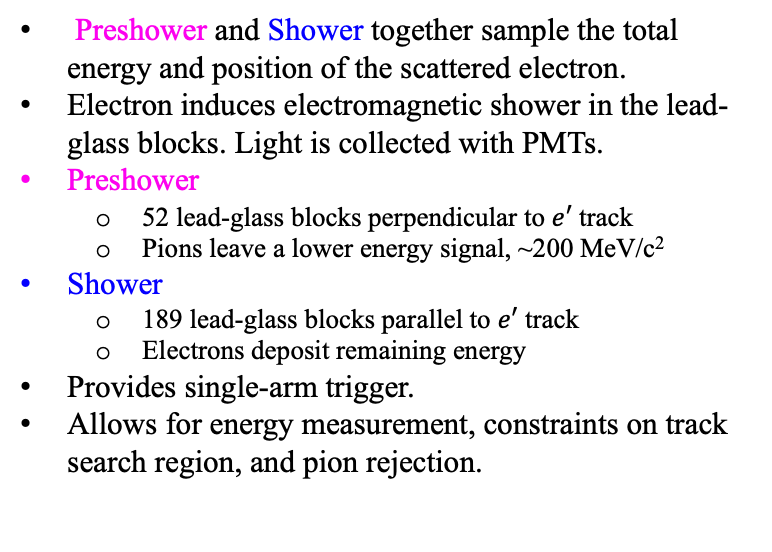 • Preshower and Shower together sample the total
energy and position of the scattered electron.
• Electron induces electromagnetic shower in the lead-
glass blocks. Light is collected with PMTs.
• Preshower
o 52 lead-glass blocks perpendicular to e′ track
o Pions leave a lower energy signal, ~200 MeV/c²
• Shower
o 189 lead-glass blocks parallel to e′ track
o Electrons deposit remaining energy
• Provides single-arm trigger.
• Allows for energy measurement, constraints on track
search region, and pion rejection.